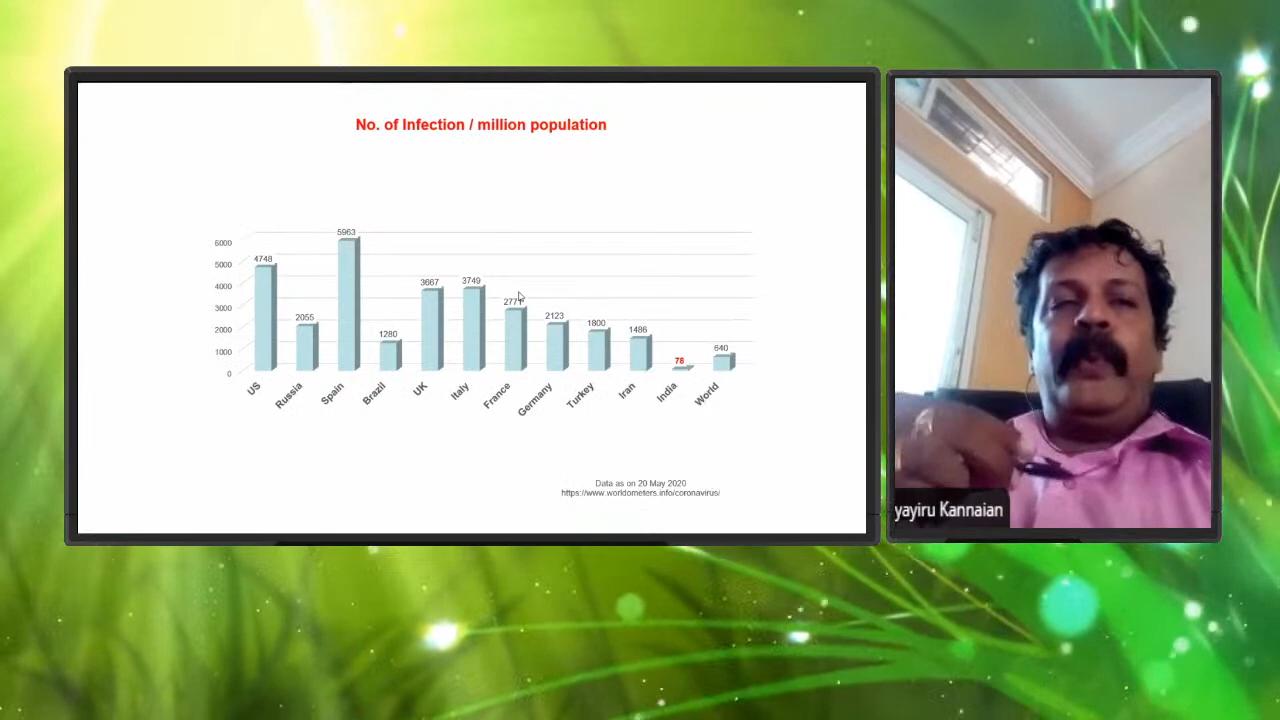 No. of Infection / million population
6000
5000
4000
3000
2000
1000
0
4748
2055
5963
1280
3667
3749
2771
2123
1800
1486
78
640
US
Russia
Spain
Brazil
UK
Italy
France
Germany
Turkey
Iran
India
World
Data as on 20 May 2020
https://www.worldometers.info/coronavirus/
yayiru Kannaian